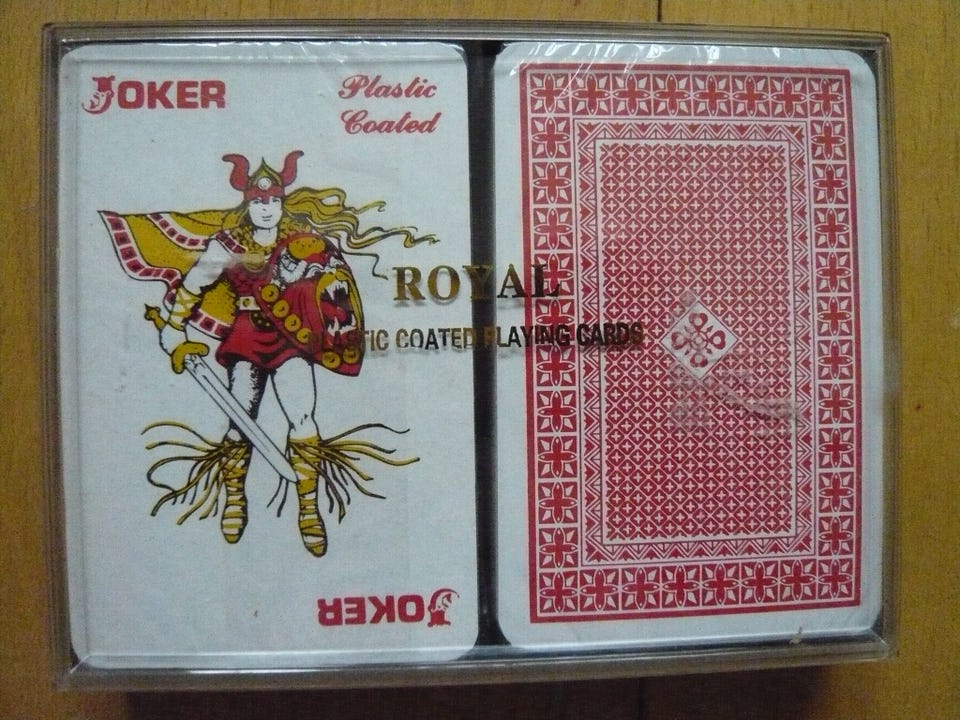 JOKER
Plastic
Coated
ROYAL
PLASTIC COATED PLAYING CARDS
JOKER